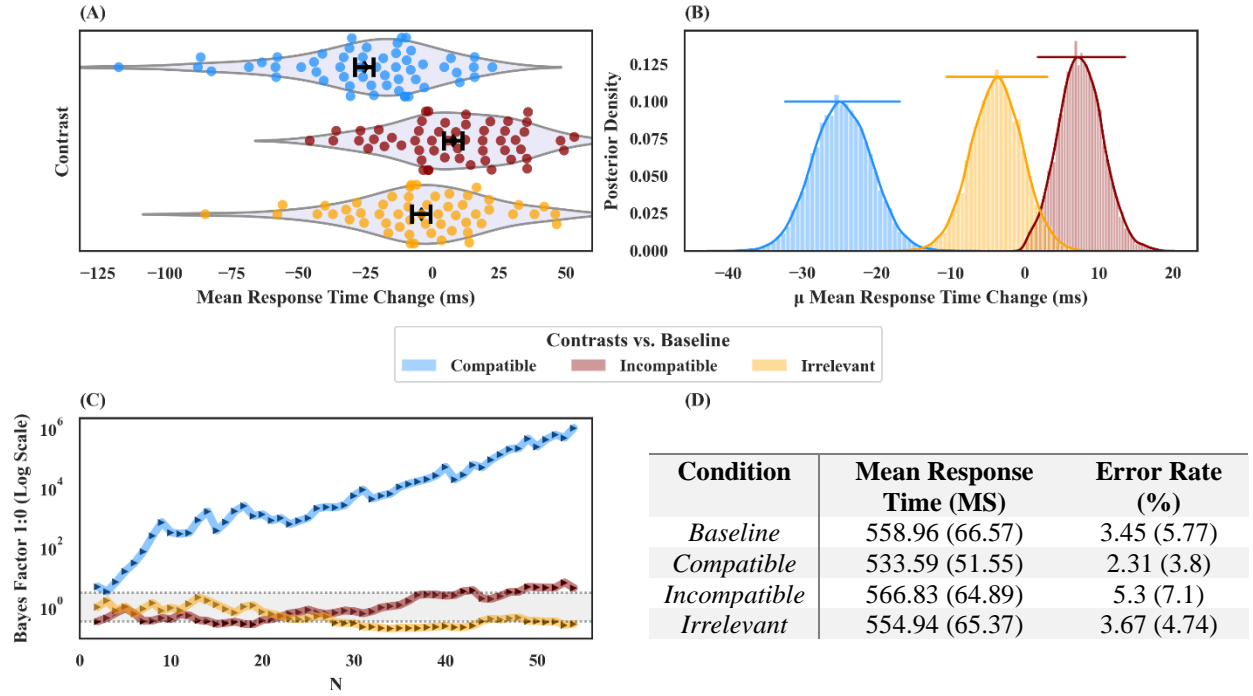 (A)
Contrast
−125 −100 −75 −50 −25 0 25 50
Mean Response Time Change (ms)
(B)
Posterior Density
0.125
0.100
0.075
0.050
0.025
0.000
−40 −30 −20 −10 0 10 20
μ Mean Response Time Change (ms)
Contrasts vs. Baseline
Compatible Incompatible Irrelevant
(C)
Bayes Factor 1:0 (Log Scale)
10^6
10^4
10^2
10^0
0 10 20 30 40 50
N
(D)
Condition Mean Response Error Rate
Time (MS) (%)
Baseline 558.96 (66.57) 3.45 (5.77)
Compatible 533.59 (51.55) 2.31 (3.8)
Incompatible 566.83 (64.89) 5.3 (7.1)
Irrelevant 554.94 (65.37) 3.67 (4.74)